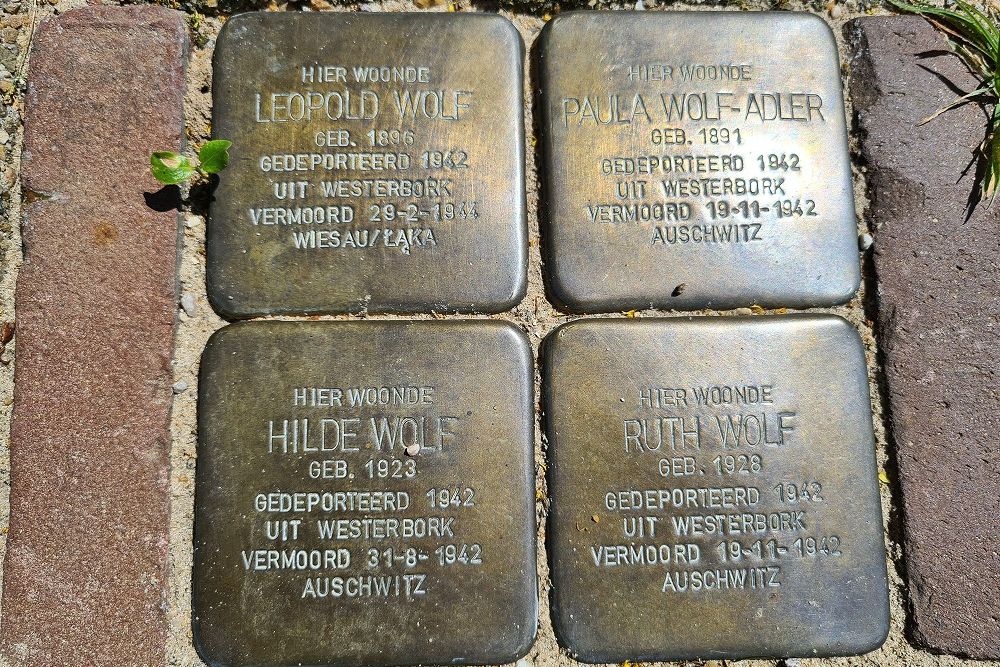 HIER WOONDE
LEOPOLD WOLF
GEB. 1896
GEDEPORTEERD 1942
UIT WESTERBORK
VERMOORD 29-2-1944
WIESAU/ŁĄKA
HIER WOONDE
PAULA WOLF-ADLER
GEB. 1891
GEDEPORTEERD 1942
UIT WESTERBORK
VERMOORD 19-11-1942
AUSCHWITZ
HIER WOONDE
HILDE WOLF
GEB. 1923
GEDEPORTEERD 1942
UIT WESTERBORK
VERMOORD 31-8-1942
AUSCHWITZ
HIER WOONDE
RUTH WOLF
GEB. 1928
GEDEPORTEERD 1942
UIT WESTERBORK
VERMOORD 19-11-1942
AUSCHWITZ